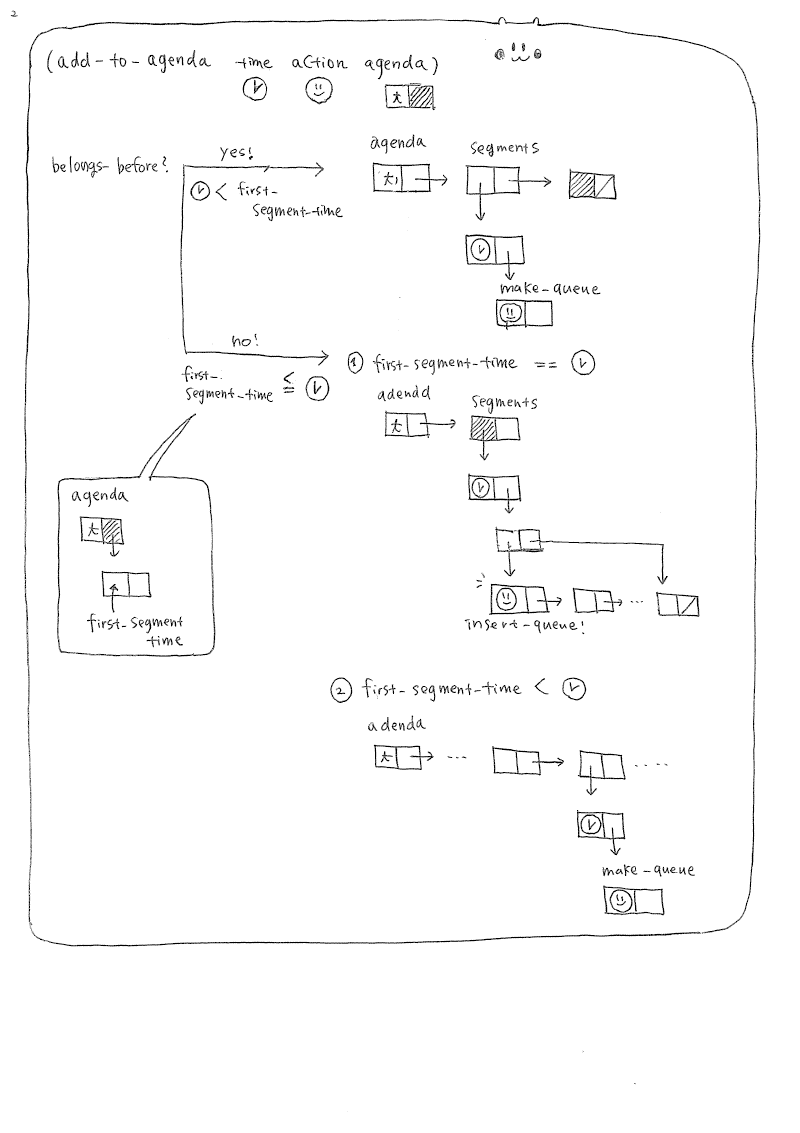 2
(add-to-agenda time action agenda)
t
belongs-before?
yes!
< first-
segment-time
agenda
segments
t1
make-queue
no!
first-
segment-time ≦
① first-segment-time ==
adendd
segments
t
agenda
t
first-segment
time
insert-queue!
② first-segment-time <
adenda
t
...
....
make-queue